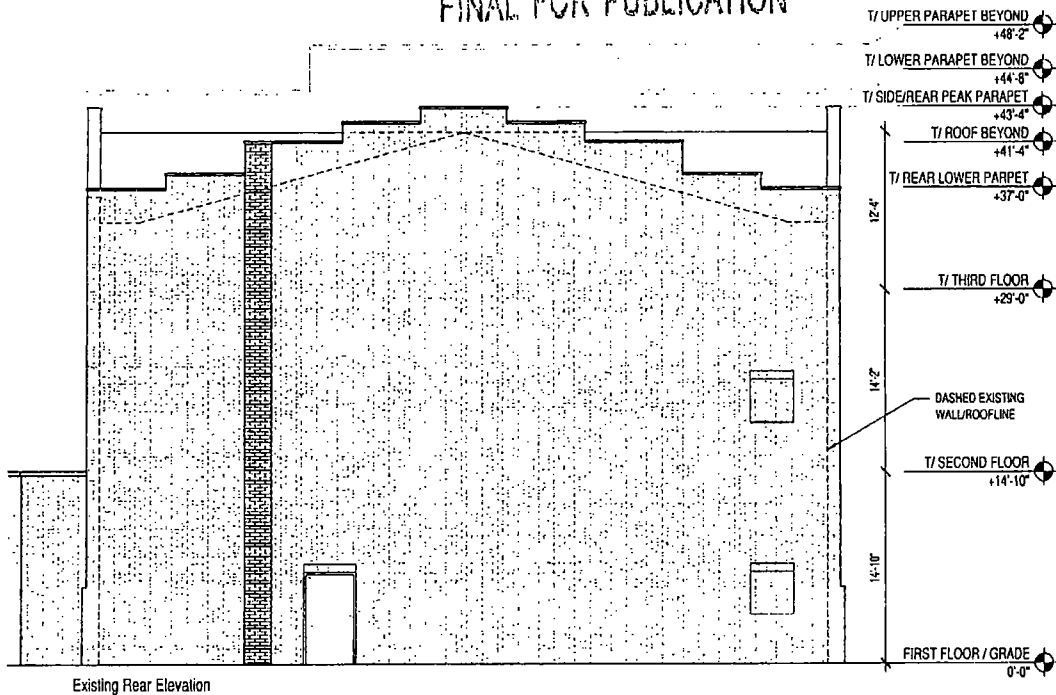 FINAL FOR PUBLICATION
T/ UPPER PARAPET BEYOND
+48'-2"
T/ LOWER PARAPET BEYOND
+44'-8"
T/ SIDE/REAR PEAK PARAPET
+43'-4"
T/ ROOF BEYOND
+41'-4"
T/ REAR LOWER PARPET
+37'-0"
12'-4"
T/ THIRD FLOOR
+29'-0"
14'-2"
DASHED EXISTING
WALL/ROOFLINE
T/ SECOND FLOOR
+14'-10"
14'-10"
FIRST FLOOR / GRADE
0'-0"
Existing Rear Elevation